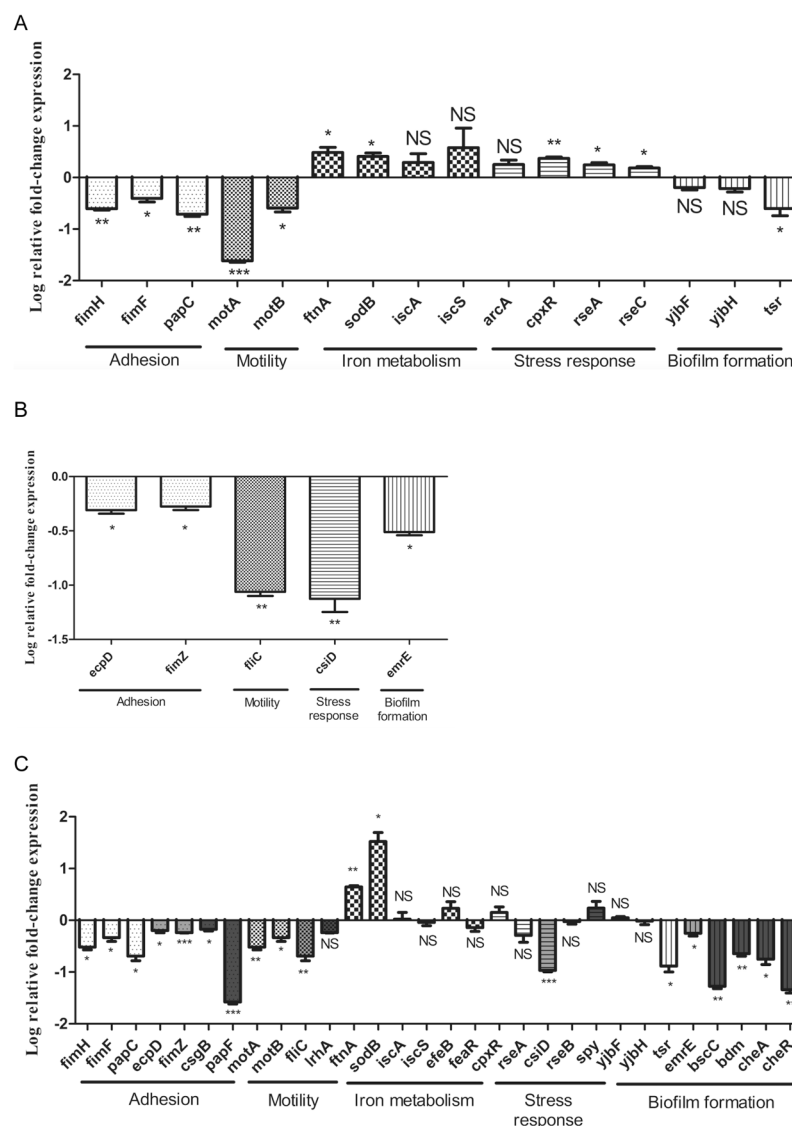 A
Log relative fold-change expression
2
1
0
-1
-2
** * ** *** * * * NS NS NS ** * * NS NS *
fimH fimF papC motA motB ftnA sodB iscA iscS arcA cpxR rseA rseC yjbF yjbH tsr
Adhesion Motility Iron metabolism Stress response Biofilm formation
B
Log relative fold-change expression
0.0
-0.5
-1.0
-1.5
* * ** ** *
ecpD fimZ fliC csiD emrE
Adhesion Motility Stress Biofilm
response formation
C
Log relative fold-change expression
2
1
0
-1
-2
* * * * *** * *** ** * ** NS ** * NS NS NS NS NS NS *** NS NS NS NS * * ** ** * **
fimH fimF papC ecpD fimZ csgB papF motA motB fliC lrhA ftnA sodB iscA iscS efeB feaR cpxR rseA csiD rseB spy yjbF yjbH tsr emrE bscC bdm cheA cheR
Adhesion Motility Iron metabolism Stress Biofilm formation
response